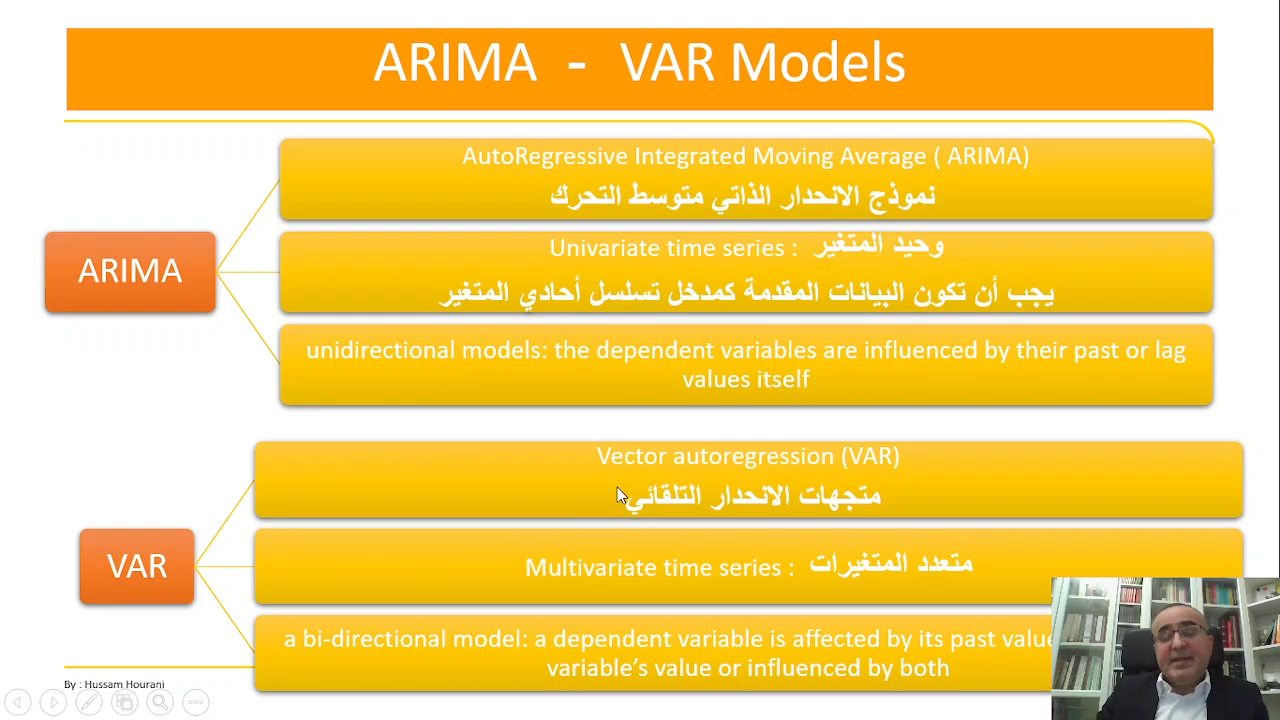 ARIMA - VAR Models
ARIMA
AutoRegressive Integrated Moving Average ( ARIMA)
نموذج الانحدار الذاتي متوسط التحرك
Univariate time series : وحيد المتغير
يجب أن تكون البيانات المقدمة كمدخل تسلسل أحادي المتغير
unidirectional models: the dependent variables are influenced by their past or lag
values itself
VAR
Vector autoregression (VAR)
متجهات الانحدار التلقائي
Multivariate time series : متعدد المتغيرات
a bi-directional model: a dependent variable is affected by its past
variable’s value or influenced by both
By : Hussam Hourani